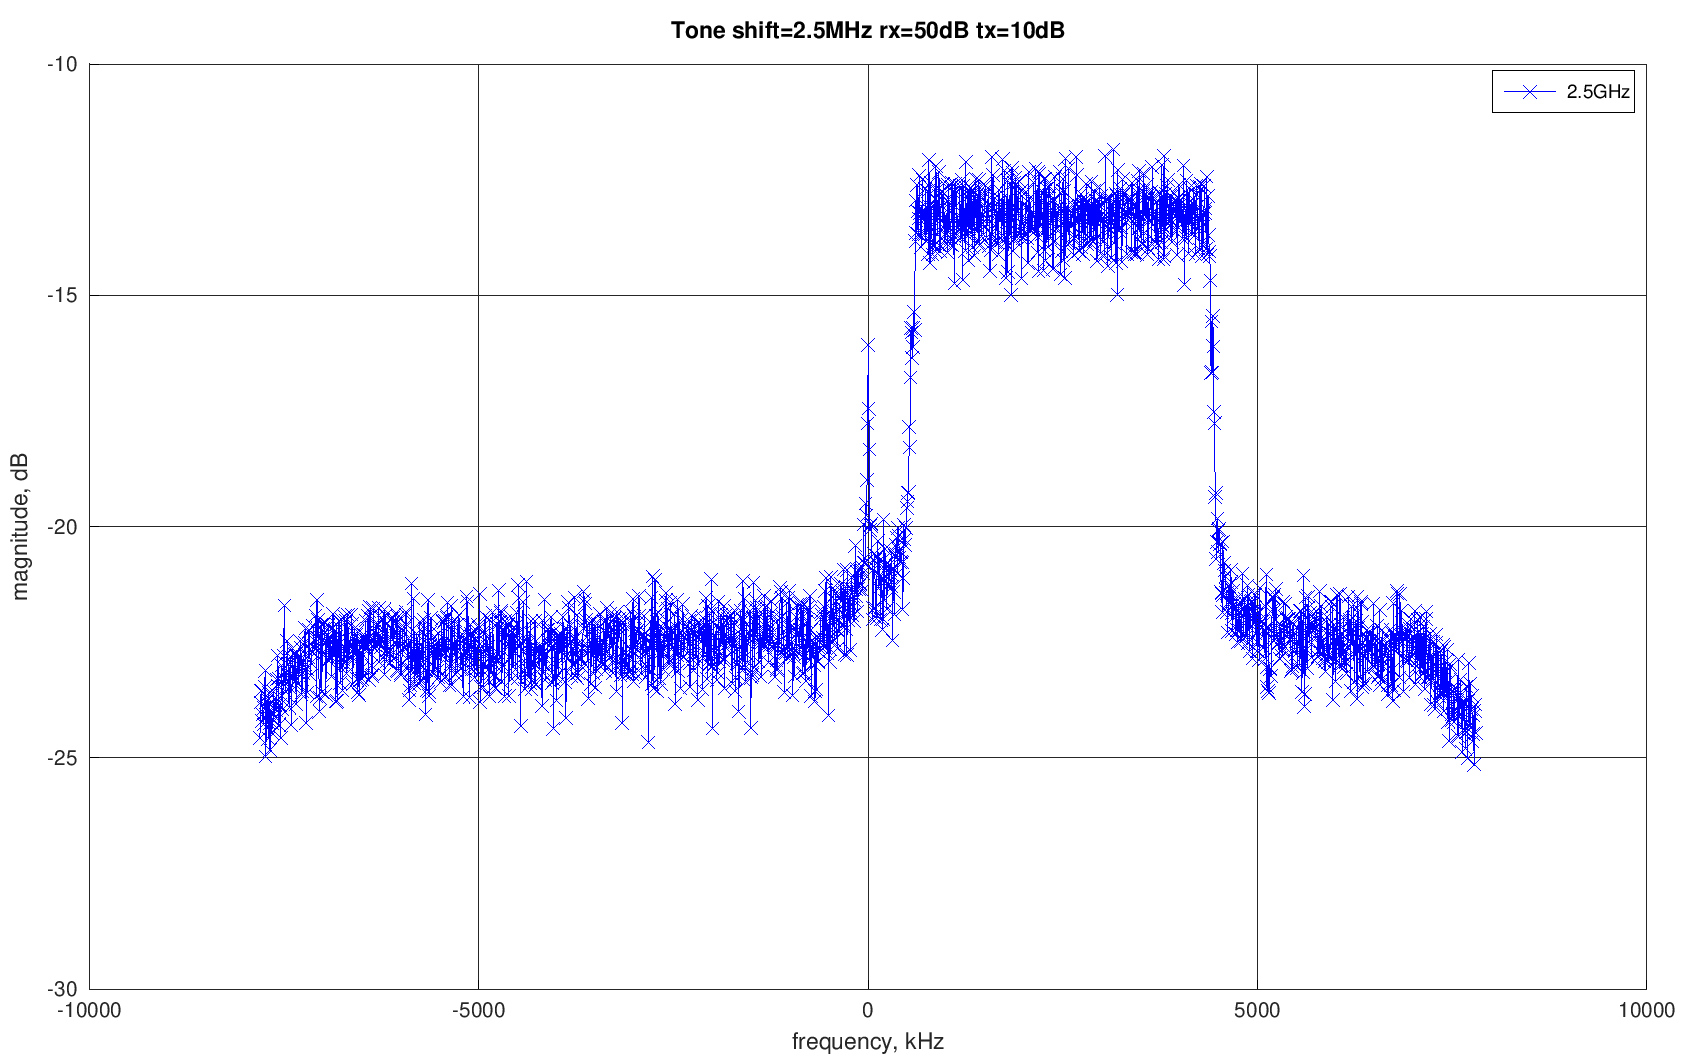 Tone shift=2.5MHz rx=50dB tx=10dB
-10
2.5GHz
-15
magnitude, dB
-20
-25
-30
-10000 -5000 0 5000 10000
frequency, kHz